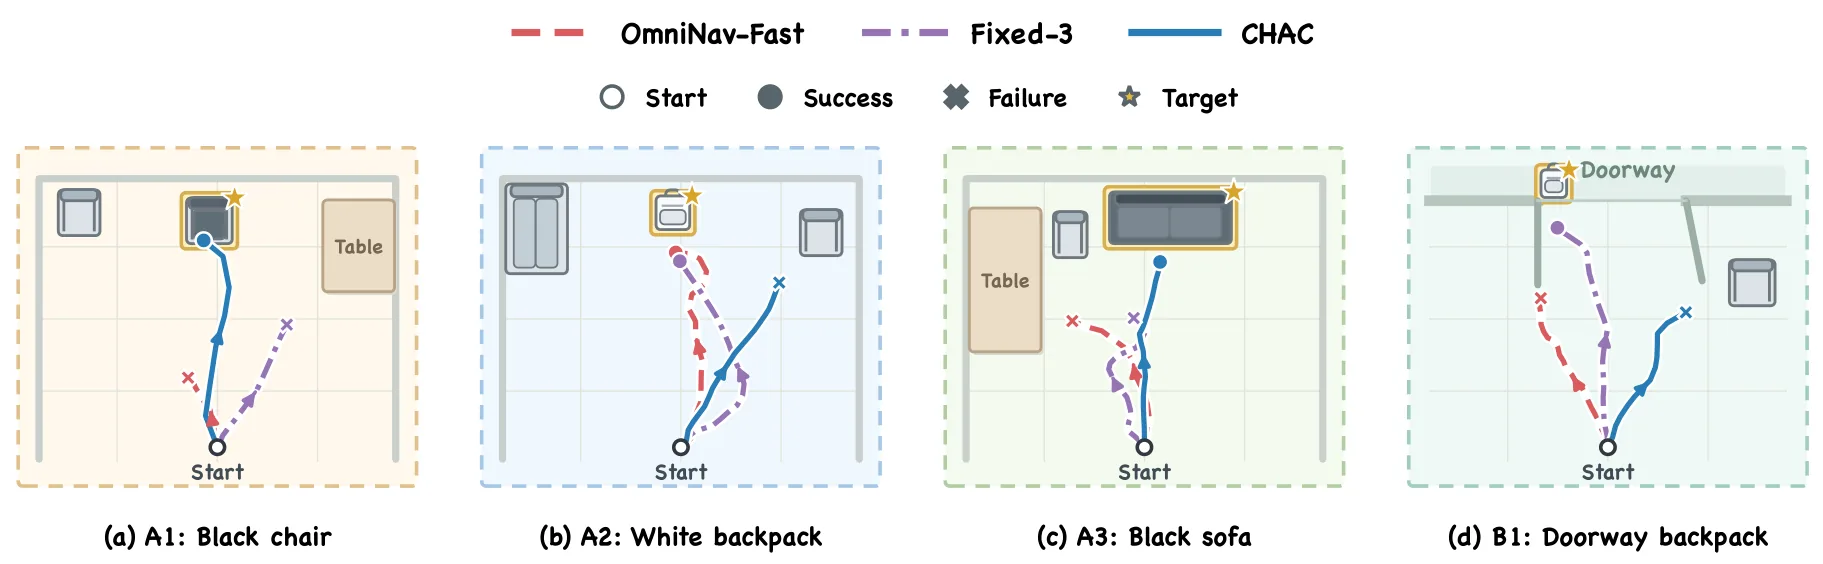 OmniNav-Fast Fixed-3 CHAC
Start Success Failure Target
Table
Start
(a) A1: Black chair
Start
(b) A2: White backpack
Table
Start
(c) A3: Black sofa
Doorway
Start
(d) B1: Doorway backpack